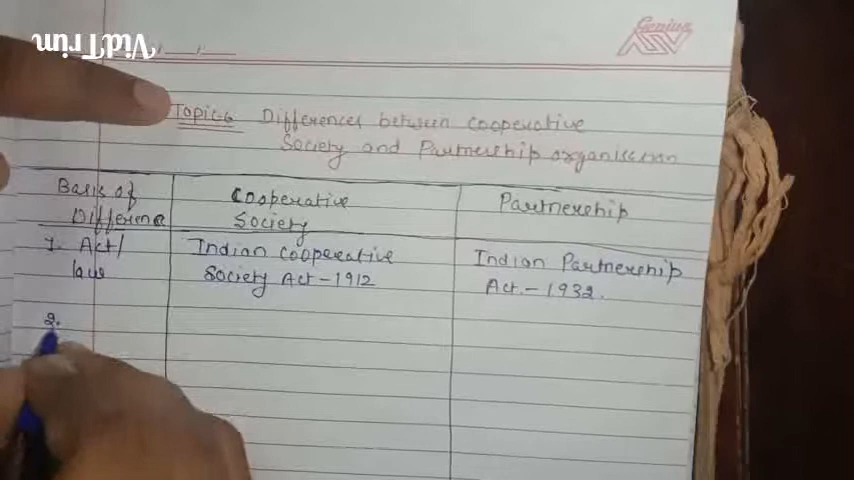 VidTrim
Genius
Topic:- Differences between cooperative
Society and Partnership organisation
Basis of
Difference
Cooperative
Society
Partnership
1. Act/
law
Indian cooperative
Society Act - 1912
Indian Partnership
Act. - 1932.
2.